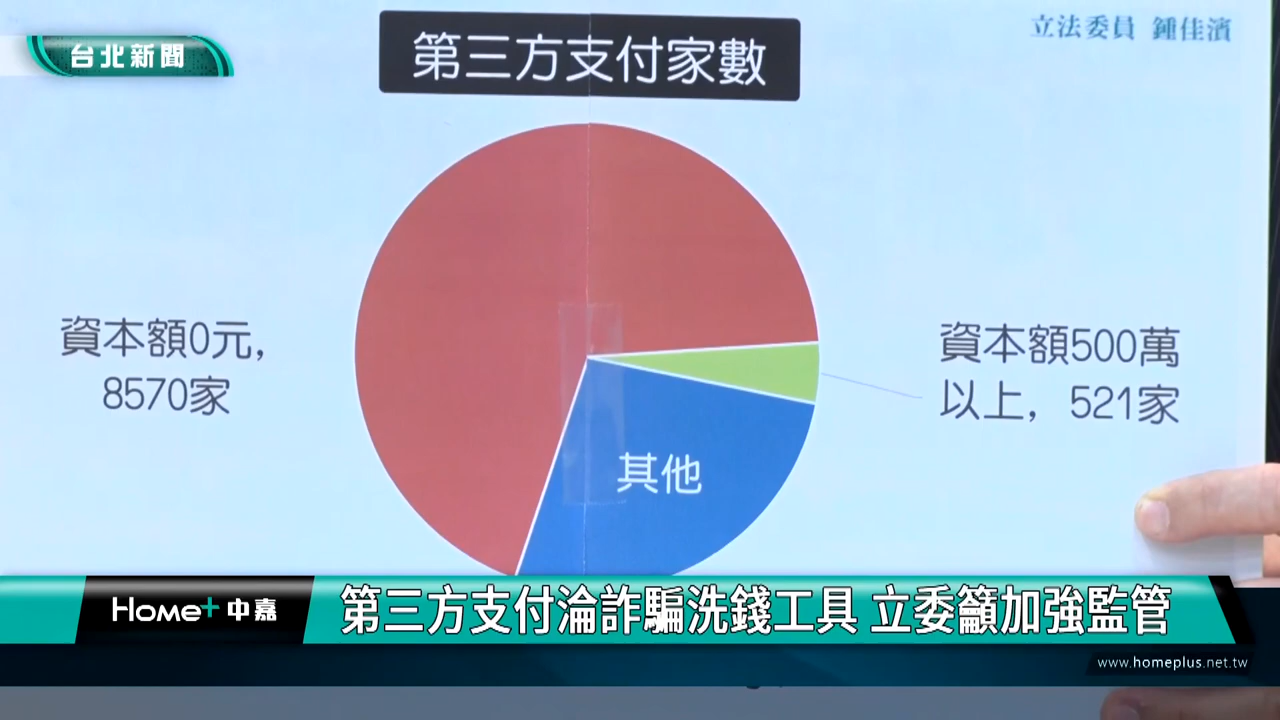 台北新聞
立法委員 鍾佳濱
第三方支付家數
資本額0元,
8570家
資本額500萬
以上, 521家
其他
Home+ 中嘉
第三方支付淪詐騙洗錢工具 立委籲加強監管
www.homeplus.net.tw